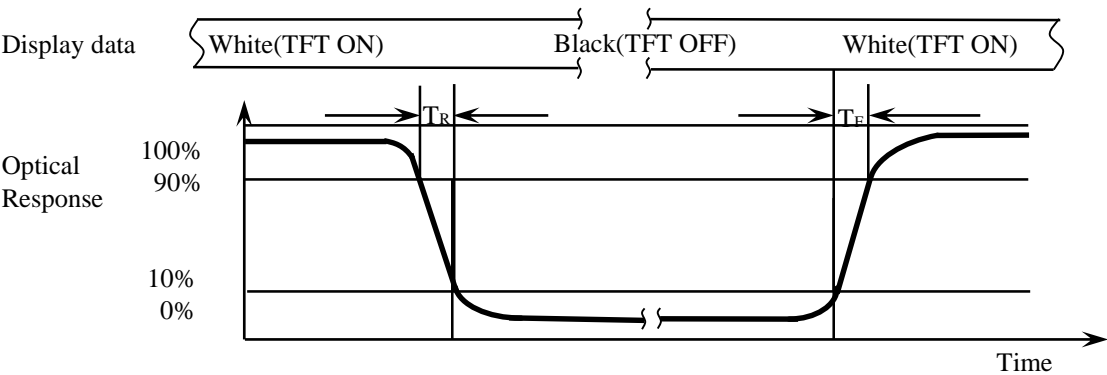 Display data
White(TFT ON)
Black(TFT OFF)
White(TFT ON)
TR
TF
Optical
Response
100%
90%
10%
0%
Time